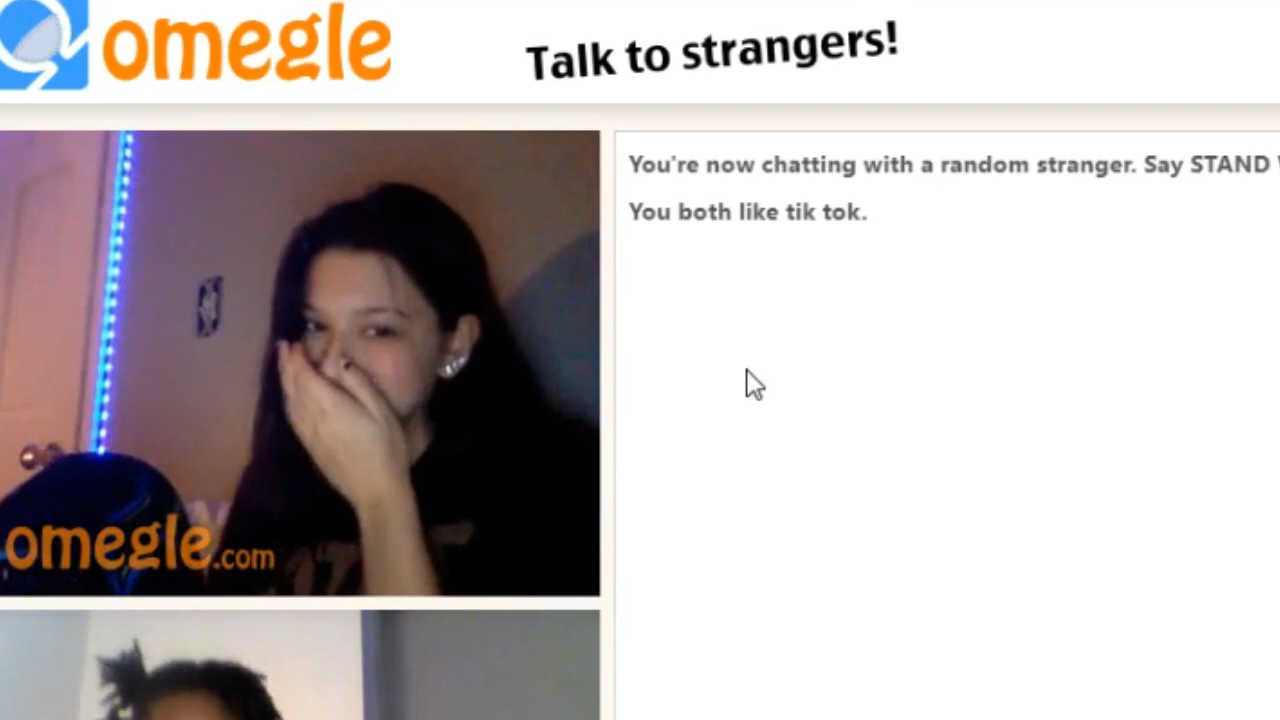 omegle
Talk to strangers!
You're now chatting with a random stranger. Say STAND
You both like tik tok.
omegle.com